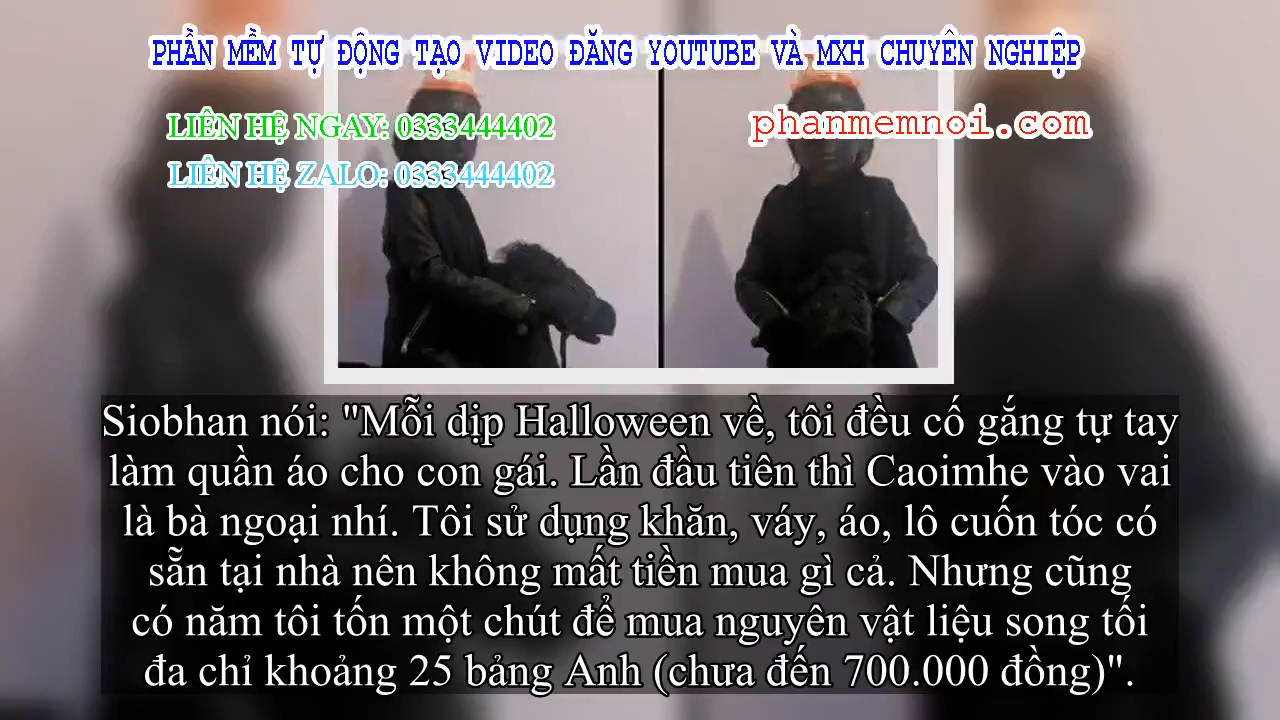 PHẦN MỀM TỰ ĐỘNG TẠO VIDEO ĐĂNG YOUTUBE VÀ MXH CHUYÊN NGHIỆP
LIÊN HỆ NGAY: 0333444402
phanmemnoi.com
LIÊN HỆ ZALO: 0333444402
Siobhan nói: "Mỗi dịp Halloween về, tôi đều cố gắng tự tay
làm quần áo cho con gái. Lần đầu tiên thì Caoimhe vào vai
là bà ngoại nhí. Tôi sử dụng khăn, váy, áo, lô cuốn tóc có
sẵn tại nhà nên không mất tiền mua gì cả. Nhưng cũng
có năm tôi tốn một chút để mua nguyên vật liệu song tối
đa chỉ khoảng 25 bảng Anh (chưa đến 700.000 đồng)".